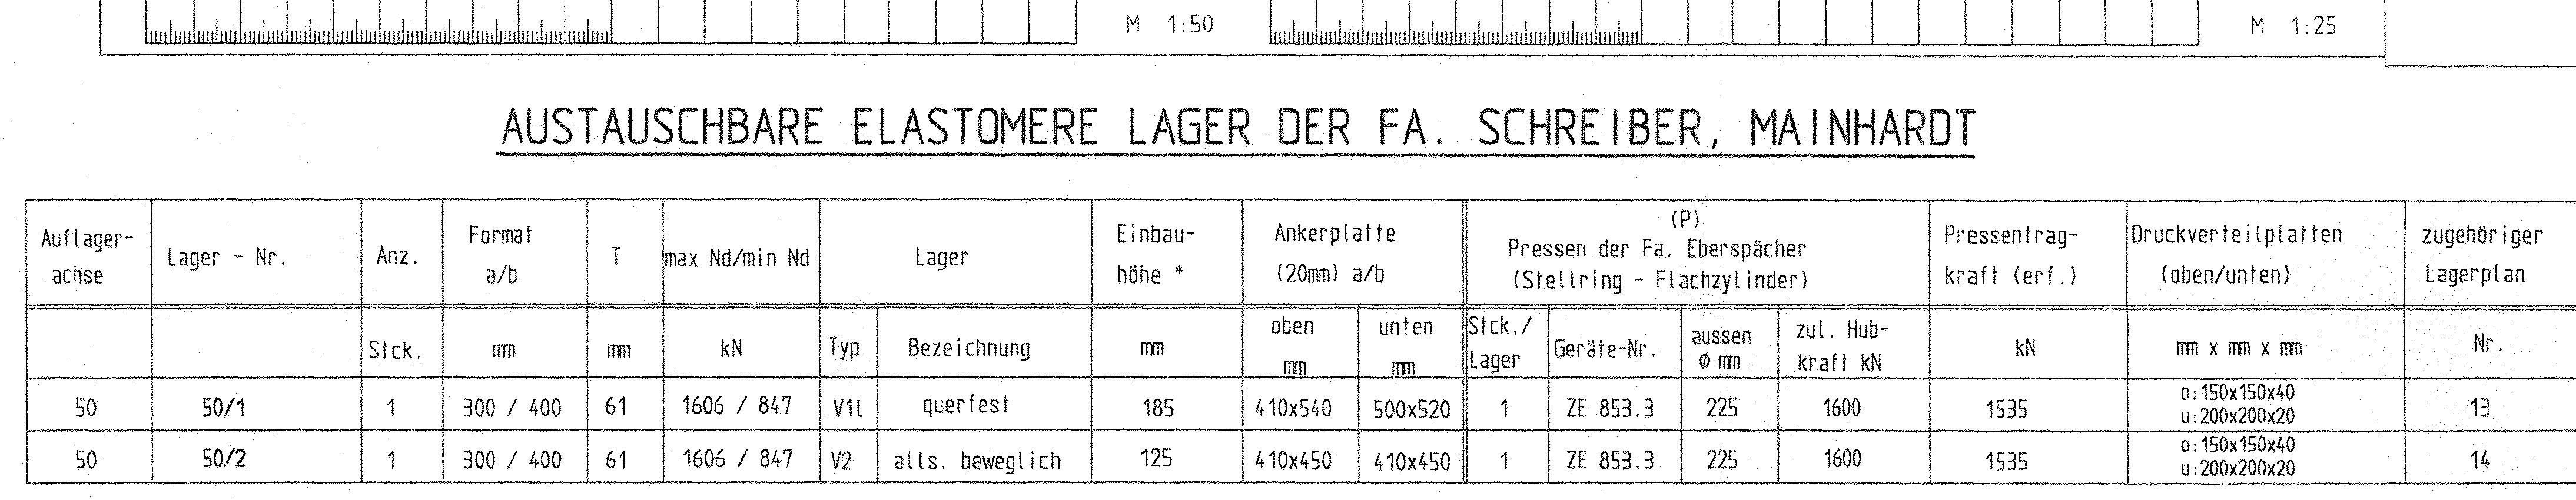 M 1:50 M 1:25
AUSTAUSCHBARE ELASTOMERE LAGER DER FA. SCHREIBER, MAINHARDT
Auflager- achse Lager - Nr. Anz. Format a/b T max Nd/min Nd Lager Einbau- höhe * Ankerplatte (20mm) a/b (P) Pressen der Fa. Eberspächer (Stellring - Flachzylinder) Pressentrag- kraft (erf.) Druckverteilplatten (oben/unten) zugehöriger Lagerplan
Stck. mm mm kN Typ Bezeichnung mm oben mm unten mm Stck./ Lager Geräte-Nr. aussen Ø mm zul. Hub- kraft kN kN mm x mm x mm Nr.
50 50/1 1 300 / 400 61 1606 / 847 V1l querfest 185 410x540 500x520 1 ZE 853.3 225 1600 1535 o:150x150x40 u:200x200x20 13
50 50/2 1 300 / 400 61 1606 / 847 V2 alls. beweglich 125 410x450 410x450 1 ZE 853.3 225 1600 1535 o:150x150x40 u:200x200x20 14